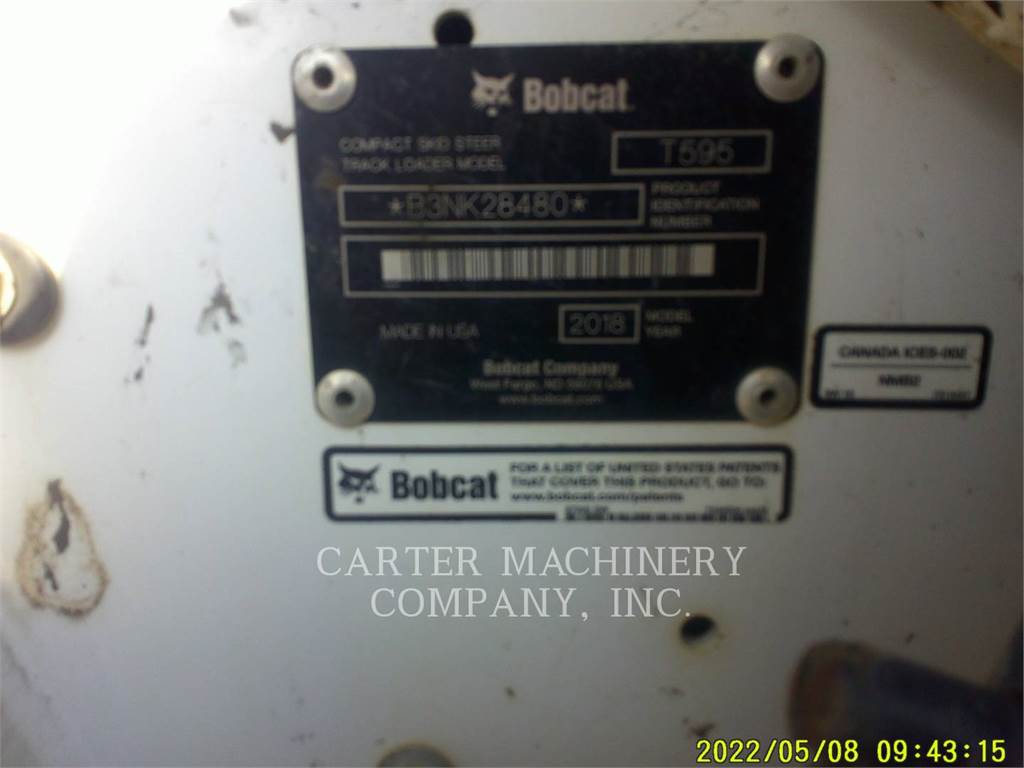 Bobcat
COMPACT SKID STEER
TRACK LOADER MODEL
T595
*B3NK28480*
PRODUCT
IDENTIFICATION
NUMBER
MADE IN USA
2018
MODEL
YEAR
Bobcat Company
West Fargo, ND 58078 USA
www.bobcat.com
CANADA ICES-002
NMB2
Bobcat
FOR A LIST OF UNITED STATES PATENTS
THAT COVER THIS PRODUCT, GO TO:
www.bobcat.com/patents
CARTER MACHINERY
COMPANY, INC.
2022/05/08 09:43:15